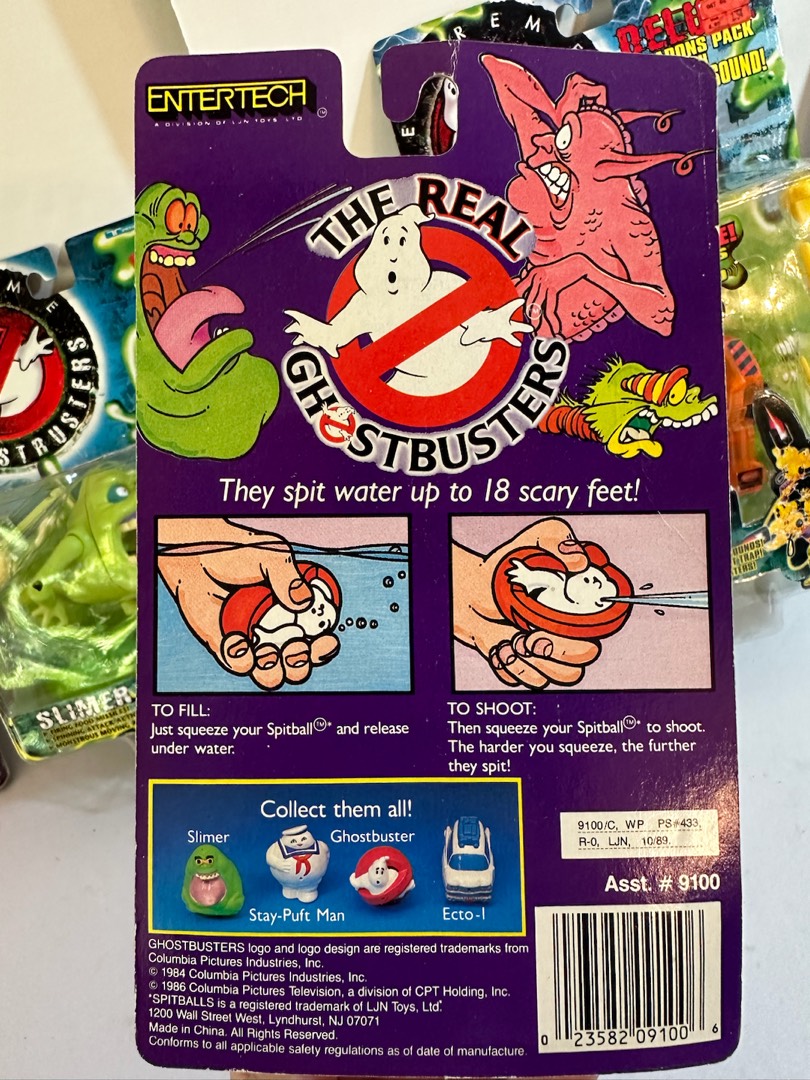 ENTERTECH
A DIVISION OF LJN TOYS LTD
TM
THE REAL
GHOSTBUSTERS
They spit water up to 18 scary feet!
TO FILL:
Just squeeze your Spitball™* and release
under water.
TO SHOOT:
Then squeeze your Spitball™* to shoot.
The harder you squeeze, the further
they spit!
Collect them all!
Slimer
Ghostbuster
Stay-Puft Man
Ecto-1
9100/C, WP PS#433,
R-0, LJN, 10/89.
Asst. # 9100
GHOSTBUSTERS logo and logo design are registered trademarks from
Columbia Pictures Industries, Inc.
© 1984 Columbia Pictures Industries, Inc.
© 1986 Columbia Pictures Television, a division of CPT Holding, Inc.
*SPITBALLS is a registered trademark of LJN Toys, Ltd.
1200 Wall Street West, Lyndhurst, NJ 07071
Made in China. All Rights Reserved.
Conforms to all applicable safety regulations as of date of manufacture.
0 23582 09100 6
R E M E
PACK
SOUND!
M E
STBUSTERS
SLIMER